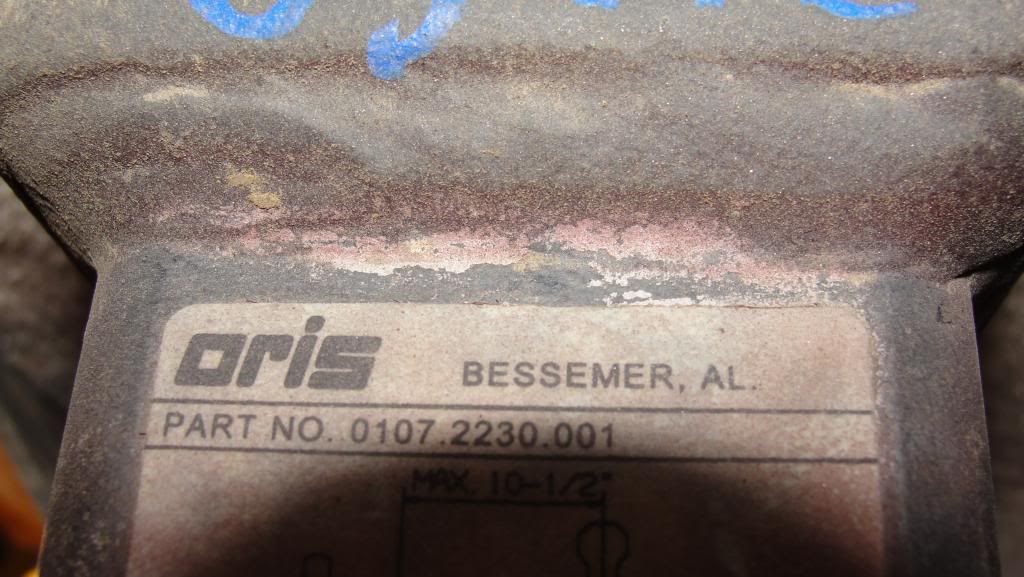 oris
BESSEMER, AL.
PART NO. 0107.2230.001
MAX. 10-1/2"